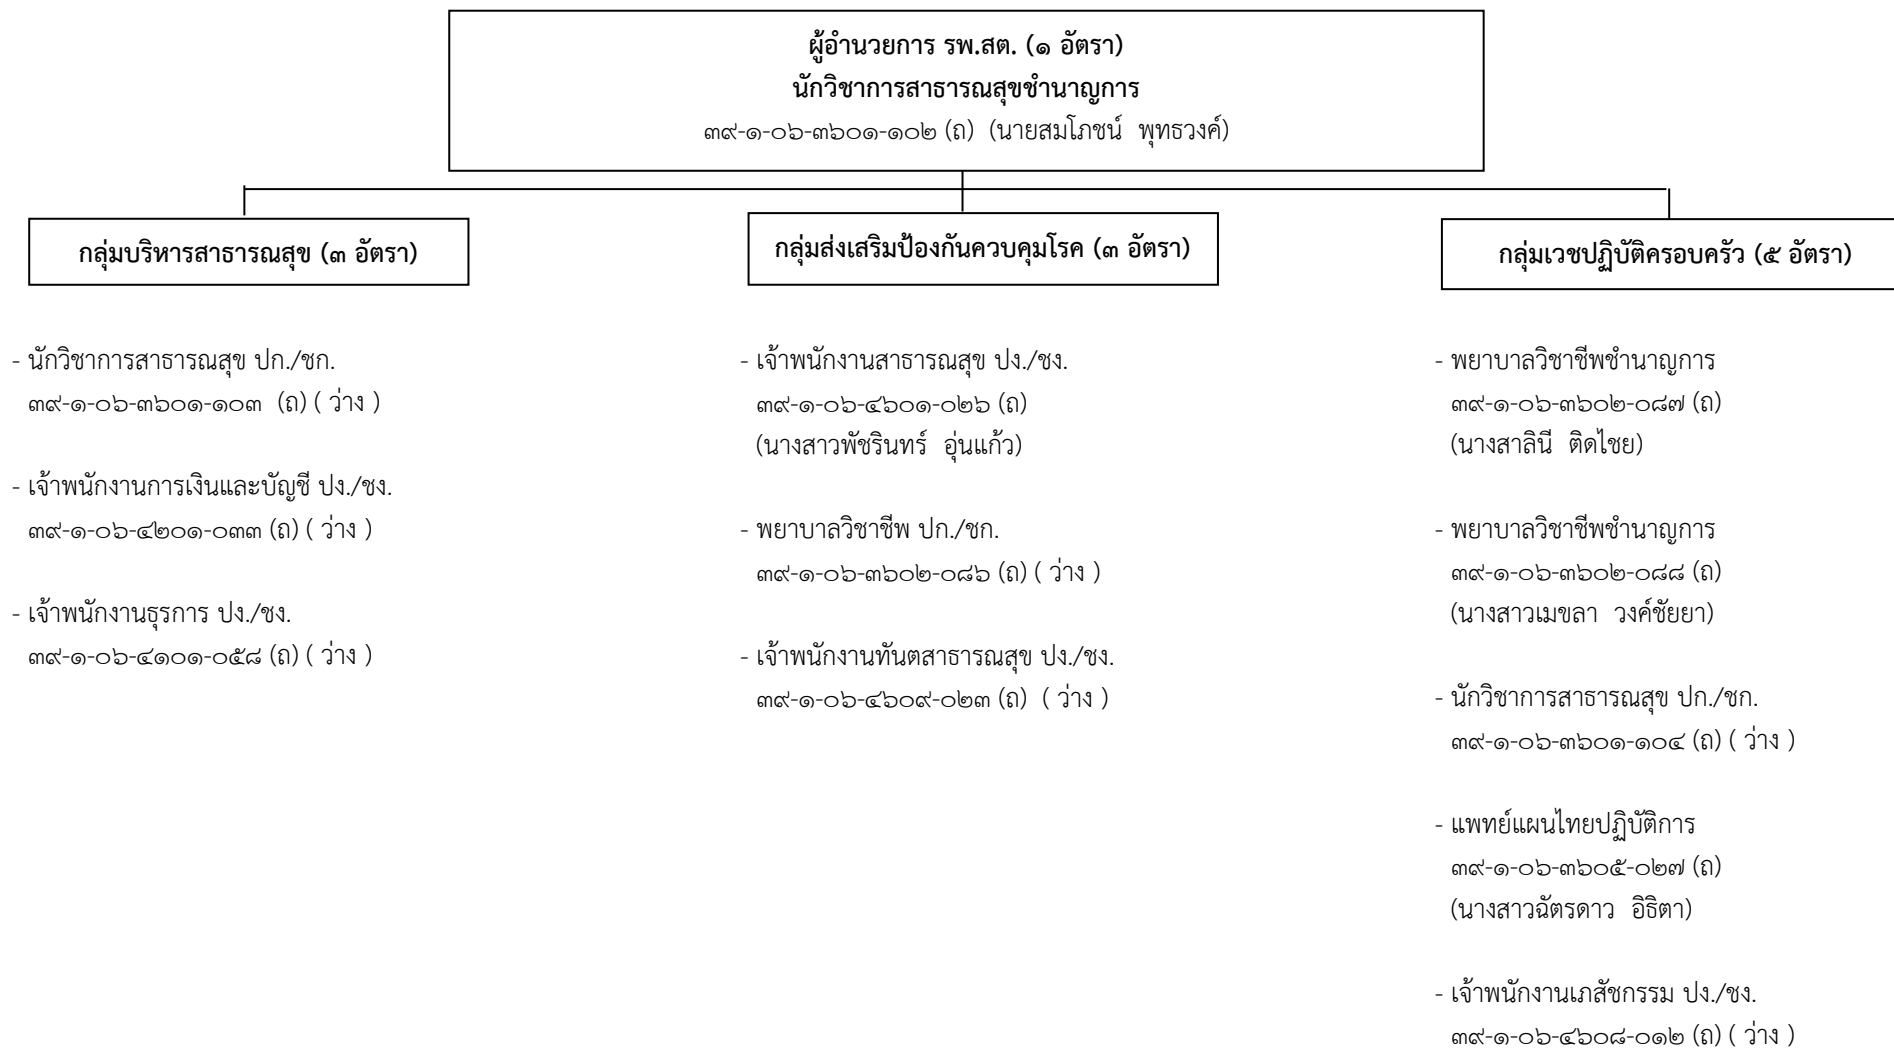 ผู้อำนวยการ รพ.สต. (๑ อัตรา)
นักวิชาการสาธารณสุขชำนาญการ
๓๙-๑-๐๖-๓๖๐๑-๑๐๒ (ถ) (นายสมโภชน์ พุทธวงค์)
กลุ่มบริหารสาธารณสุข (๓ อัตรา)
- นักวิชาการสาธารณสุข ปก./ชก.
๓๙-๑-๐๖-๓๖๐๑-๑๐๓ (ถ) ( ว่าง )
- เจ้าพนักงานการเงินและบัญชี ปง./ชง.
๓๙-๑-๐๖-๔๒๐๑-๐๓๓ (ถ) ( ว่าง )
- เจ้าพนักงานธุรการ ปง./ชง.
๓๙-๑-๐๖-๔๑๐๑-๐๕๘ (ถ) ( ว่าง )
กลุ่มส่งเสริมป้องกันควบคุมโรค (๓ อัตรา)
- เจ้าพนักงานสาธารณสุข ปง./ชง.
๓๙-๑-๐๖-๔๖๐๑-๐๒๖ (ถ)
(นางสาวพัชรินทร์ อุ่นแก้ว)
- พยาบาลวิชาชีพ ปก./ชก.
๓๙-๑-๐๖-๓๖๐๒-๐๘๖ (ถ) ( ว่าง )
- เจ้าพนักงานทันตสาธารณสุข ปง./ชง.
๓๙-๑-๐๖-๔๖๐๙-๐๒๓ (ถ) ( ว่าง )
กลุ่มเวชปฏิบัติครอบครัว (๕ อัตรา)
- พยาบาลวิชาชีพชำนาญการ
๓๙-๑-๐๖-๓๖๐๒-๐๘๗ (ถ)
(นางสาลินี ติดไชย)
- พยาบาลวิชาชีพชำนาญการ
๓๙-๑-๐๖-๓๖๐๒-๐๘๘ (ถ)
(นางสาวเมขลา วงค์ชัยยา)
- นักวิชาการสาธารณสุข ปก./ชก.
๓๙-๑-๐๖-๓๖๐๑-๑๐๔ (ถ) ( ว่าง )
- แพทย์แผนไทยปฏิบัติการ
๓๙-๑-๐๖-๓๖๐๕-๐๒๗ (ถ)
(นางสาวฉัตรดาว อิธิตา)
- เจ้าพนักงานเภสัชกรรม ปง./ชง.
๓๙-๑-๐๖-๔๖๐๘-๐๑๒ (ถ) ( ว่าง )